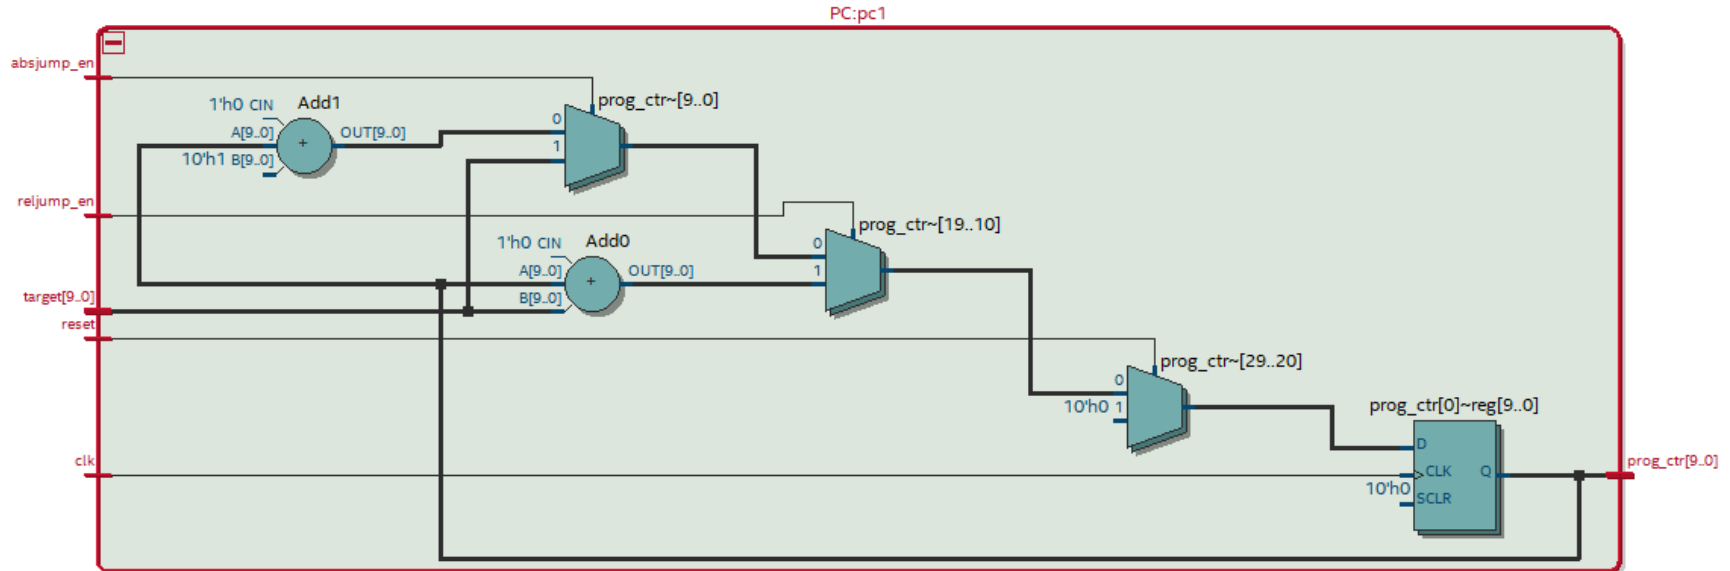 PC:pc1
absjump_en
prog_ctr~[9..0]
1'h0 CIN
Add1
0
A[9..0]
+
OUT[9..0]
1
10'h1 B[9..0]
reljump_en
prog_ctr~[19..10]
1'h0 CIN
Add0
0
A[9..0]
+
OUT[9..0]
1
target[9..0]
B[9..0]
reset
prog_ctr~[29..20]
0
10'h0 1
prog_ctr[0]~reg[9..0]
D
clk
CLK
Q
prog_ctr[9..0]
10'h0
SCLR